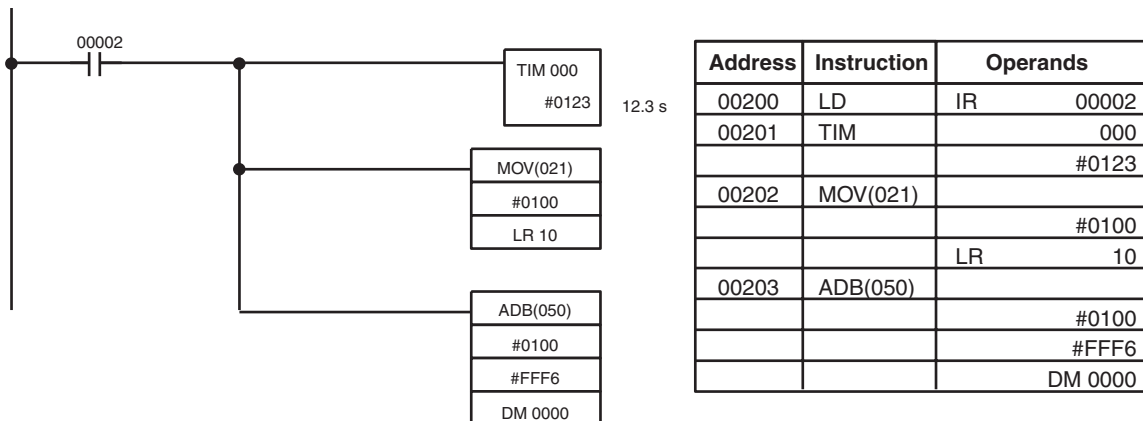 00002
TIM 000
#0123
12.3 s
MOV(021)
#0100
LR 10
ADB(050)
#0100
#FFF6
DM 0000
Address Instruction Operands
00200 LD IR 00002
00201 TIM 000
#0123
00202 MOV(021)
#0100
LR 10
00203 ADB(050)
#0100
#FFF6
DM 0000